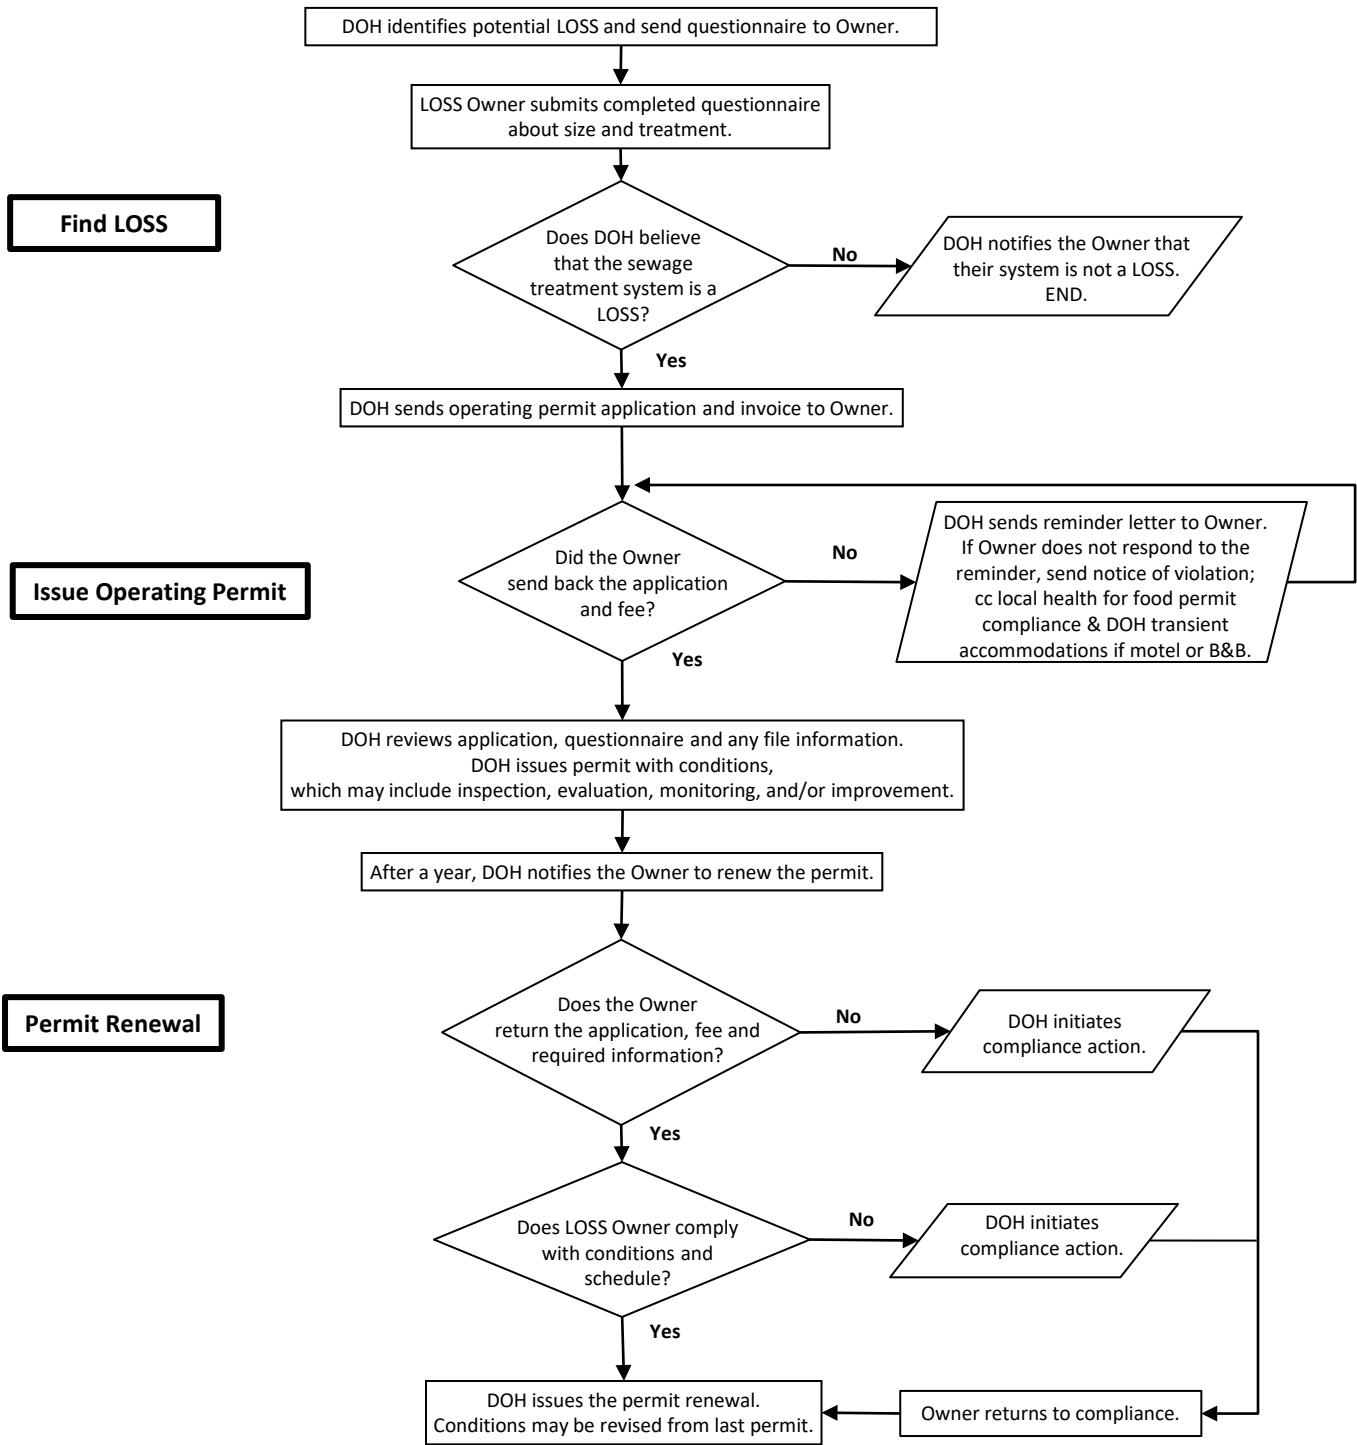 DOH identifies potential LOSS and send questionnaire to Owner.
LOSS Owner submits completed questionnaire
about size and treatment.
Find LOSS
Does DOH believe
that the sewage
treatment system is a
LOSS?
No
DOH notifies the Owner that
their system is not a LOSS.
END.
Yes
DOH sends operating permit application and invoice to Owner.
Issue Operating Permit
Did the Owner
send back the application
and fee?
No
DOH sends reminder letter to Owner.
If Owner does not respond to the
reminder, send notice of violation;
cc local health for food permit
compliance & DOH transient
accommodations if motel or B&B.
Yes
DOH reviews application, questionnaire and any file information.
DOH issues permit with conditions,
which may include inspection, evaluation, monitoring, and/or improvement.
After a year, DOH notifies the Owner to renew the permit.
Permit Renewal
Does the Owner
return the application, fee and
required information?
No
DOH initiates
compliance action.
Yes
Does LOSS Owner comply
with conditions and
schedule?
No
DOH initiates
compliance action.
Yes
DOH issues the permit renewal.
Conditions may be revised from last permit.
Owner returns to compliance.